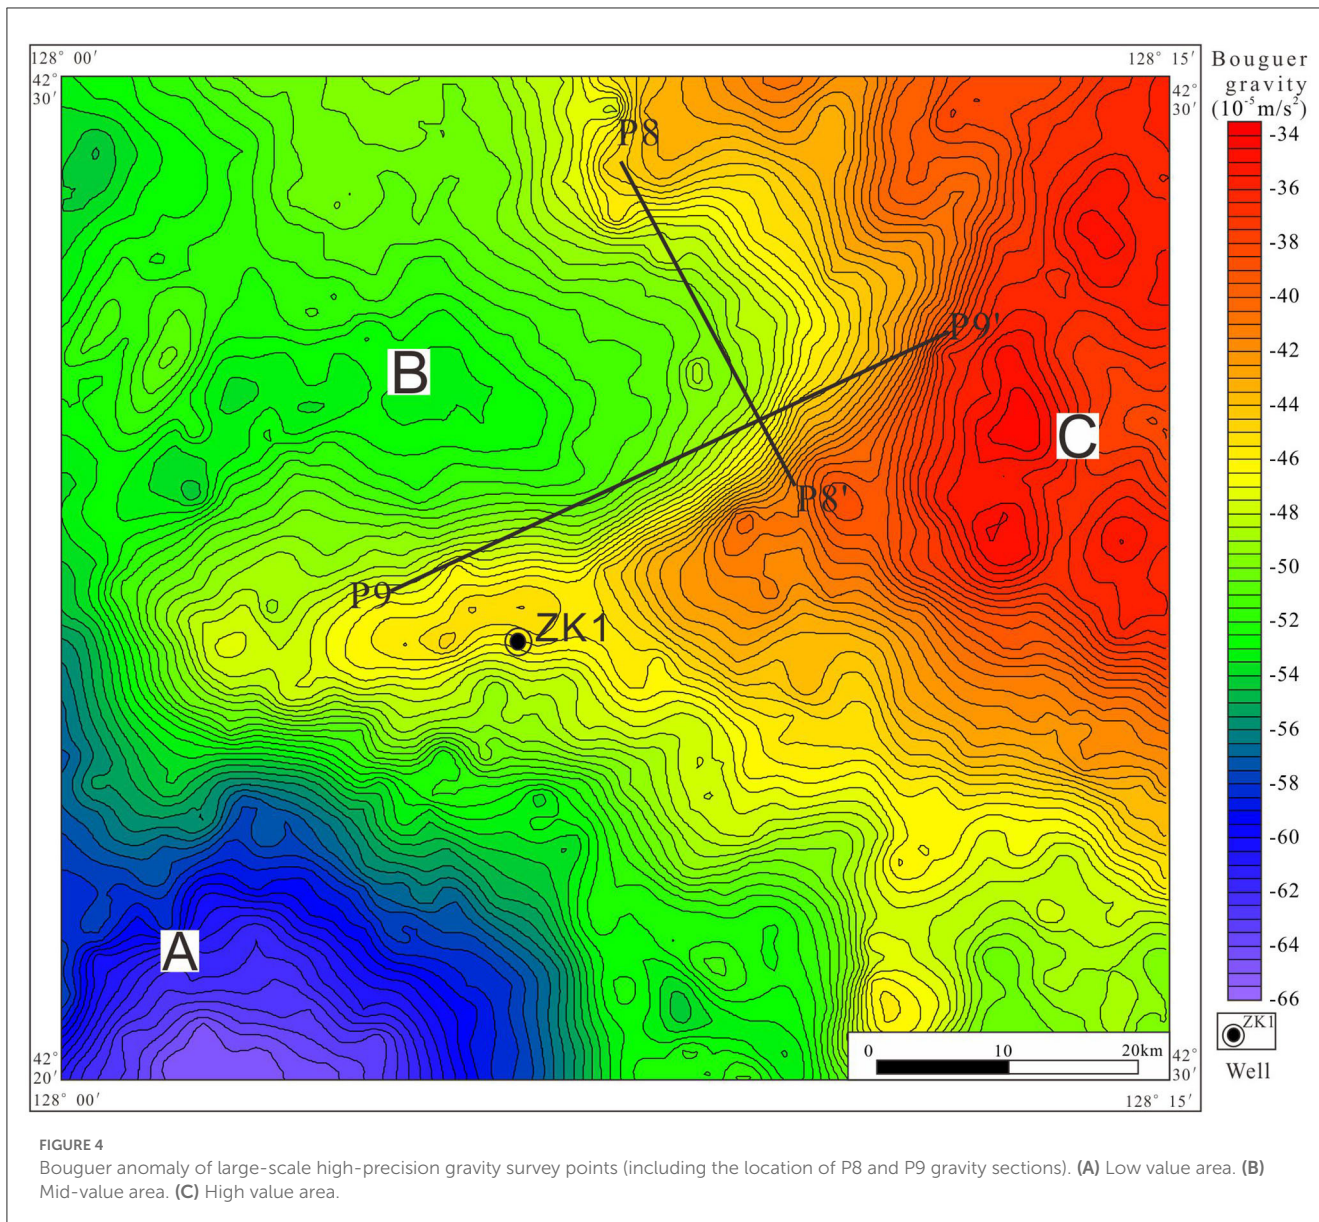 128° 00′
128° 15′
42°
30′
42°
30′
Bouguer
gravity
(10⁻⁵m/s²)
P8
-34
-36
-38
-40
-42
-44
-46
-48
-50
-52
-54
-56
-58
-60
-62
-64
-66
P9'
B
C
P8'
P9
ZK1
A
ZK1
Well
0 10 20km
42°
20′
42°
30′
128° 00′
128° 15′
FIGURE 4
Bouguer anomaly of large-scale high-precision gravity survey points (including the location of P8 and P9 gravity sections). (A) Low value area. (B)
Mid-value area. (C) High value area.